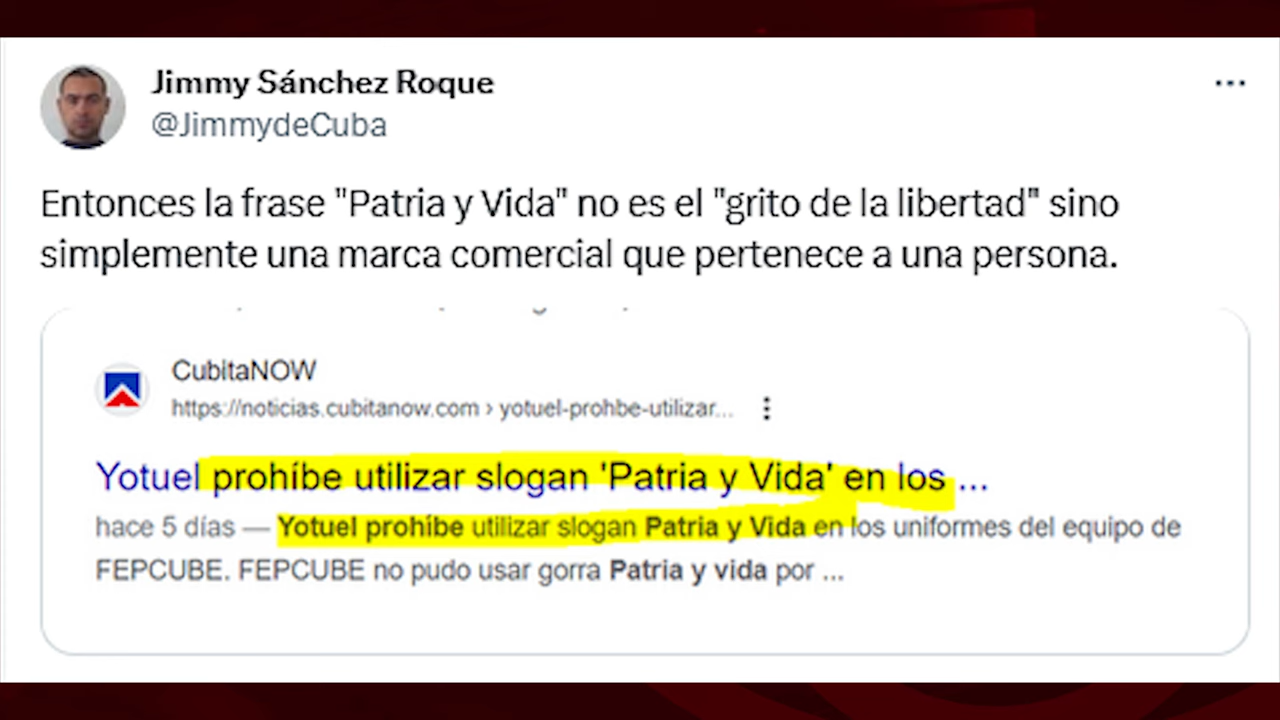 Jimmy Sánchez Roque
@JimmydeCuba
Entonces la frase "Patria y Vida" no es el "grito de la libertad" sino
simplemente una marca comercial que pertenece a una persona.
CubitaNOW
https://noticias.cubitanow.com › yotuel-prohbe-utilizar...
Yotuel prohíbe utilizar slogan 'Patria y Vida' en los ...
hace 5 días — Yotuel prohíbe utilizar slogan Patria y Vida en los uniformes del equipo de
FEPCUBE. FEPCUBE no pudo usar gorra Patria y vida por ...